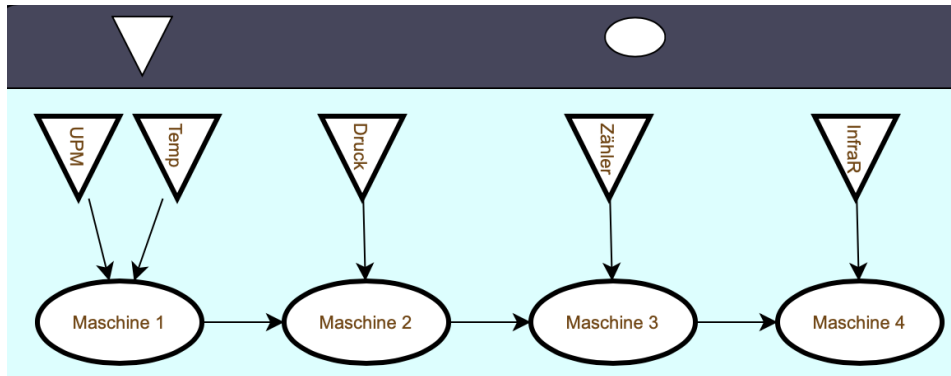 UPM
Temp
Druck
Zähler
InfraR
Maschine 1
Maschine 2
Maschine 3
Maschine 4